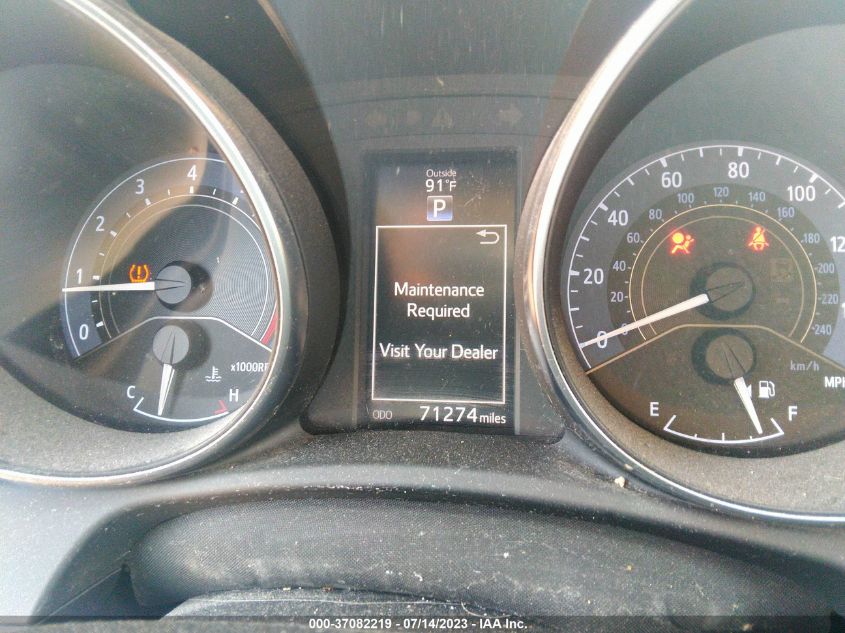 Outside
91°F
P
Maintenance
Required
Visit Your Dealer
ODO 71274 miles
0 1 2 3 4
x1000R
C H
0 20 40 60 80 100
0 20 40 60 80 100 120 140 160 180 200 220 240
km/h
MPH
E F
000-37082219 - 07/14/2023 - IAA Inc.